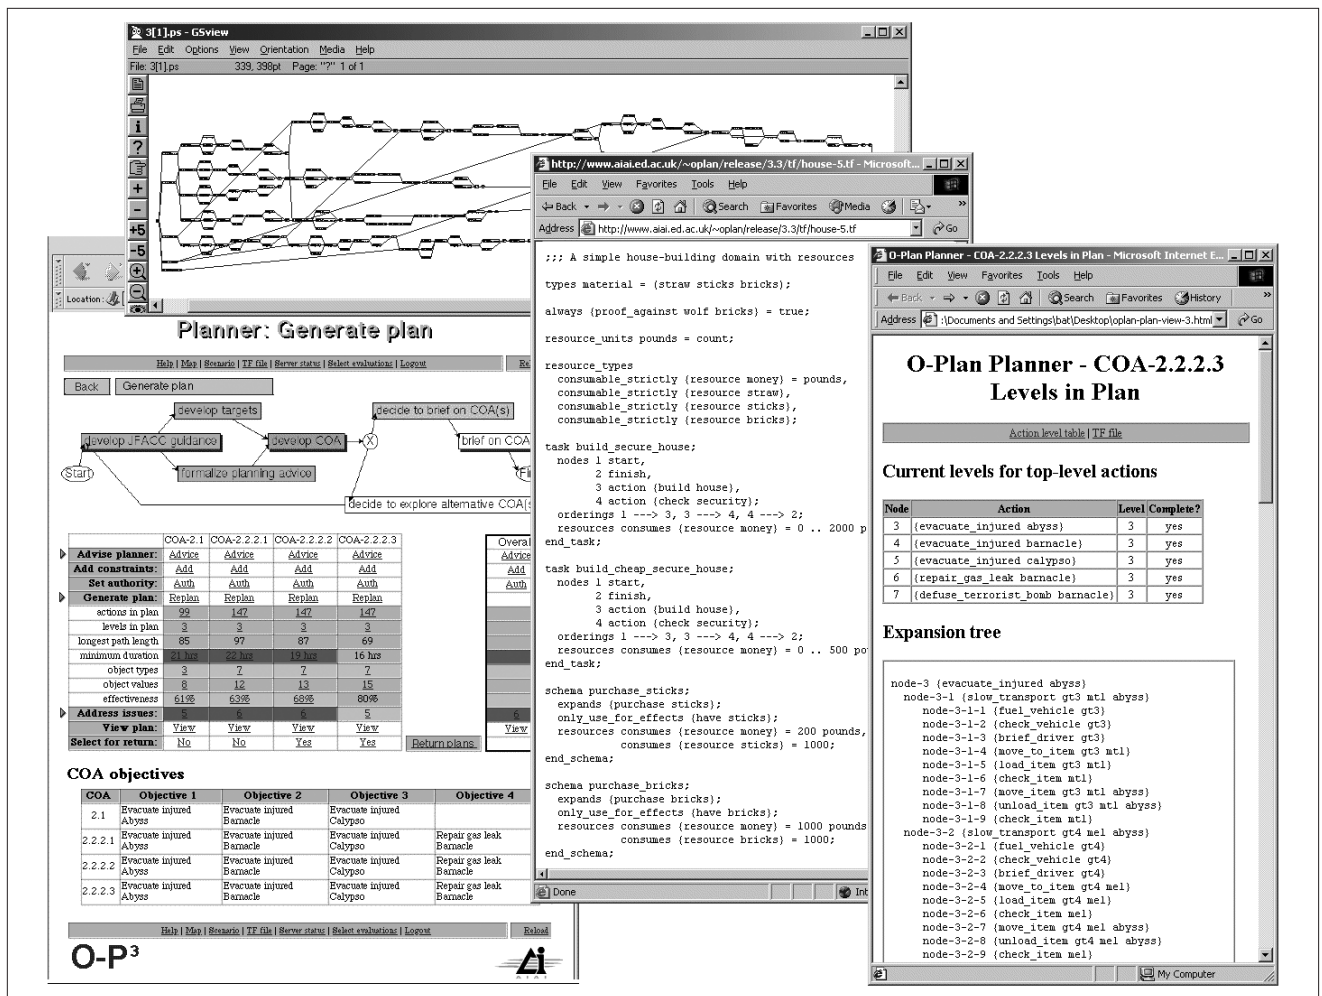 3[1].ps - GSview
File Edit Options View Orientation Media Help
File: 3[1].ps 339, 398pt Page: "?" 1 of 1
i
?
+
-
+5
-5
Location:
Planner: Generate plan
Help | Map | Scenario | TF file | Server status | Select evaluations | Logout
Back Generate plan
develop targets
decide to brief on COA(s)
develop JFACC guidance
develop COA
X
brief on COA
Start
formalize planning advice
decide to explore alternative COA(s
COA-2.1 COA-2.2.2.1 COA-2.2.2.2 COA-2.2.2.3 Overal
Advise planner: Advice Advice Advice Advice Advice
Add constraints: Add Add Add Add Add
Set authority: Auth Auth Auth Auth Auth
Generate plan: Replan Replan Replan Replan
actions in plan 99 147 147 147
levels in plan 3 3 3 3
longest path length 85 97 87 69
minimum duration 21 hrs 22 hrs 19 hrs 16 hrs
object types 3 7 7 7
object values 8 12 13 15
effectiveness 61% 63% 68% 80%
Address issues: 5 6 6 5 6
View plan: View View View View View
Select for return: No No Yes Yes Return plans
COA objectives
COA Objective 1 Objective 2 Objective 3 Objective 4
2.1 Evacuate injured Abyss Evacuate injured Barnacle Evacuate injured Calypso
2.2.2.1 Evacuate injured Abyss Evacuate injured Barnacle Evacuate injured Calypso Repair gas leak Barnacle
2.2.2.2 Evacuate injured Abyss Evacuate injured Barnacle Evacuate injured Calypso Repair gas leak Barnacle
2.2.2.3 Evacuate injured Abyss Evacuate injured Barnacle Evacuate injured Calypso Repair gas leak Barnacle
Help | Map | Scenario | TF file | Server status | Select evaluations | Logout Reload
O-P³
Ai
AIAI
http://www.aiai.ed.ac.uk/~oplan/release/3.3/tf/house-5.tf - Microsoft...
File Edit View Favorites Tools Help
Back Search Favorites Media
Address http://www.aiai.ed.ac.uk/~oplan/release/3.3/tf/house-5.tf Go
;;; A simple house-building domain with resources
types material = (straw sticks bricks);
always {proof_against wolf bricks} = true;
resource_units pounds = count;
resource_types
consumable_strictly {resource money} = pounds,
consumable_strictly {resource straw},
consumable_strictly {resource sticks},
consumable_strictly {resource bricks};
task build_secure_house;
nodes 1 start,
2 finish,
3 action {build house},
4 action {check security};
orderings 1 ---> 3, 3 ---> 4, 4 ---> 2;
resources consumes {resource money} = 0 .. 2000 p
end_task;
task build_cheap_secure_house;
nodes 1 start,
2 finish,
3 action {build house},
4 action {check security};
orderings 1 ---> 3, 3 ---> 4, 4 ---> 2;
resources consumes {resource money} = 0 .. 500 po
end_task;
schema purchase_sticks;
expands {purchase sticks};
only_use_for_effects {have sticks};
resources consumes {resource money} = 200 pounds,
consumes {resource sticks} = 1000;
end_schema;
schema purchase_bricks;
expands {purchase bricks};
only_use_for_effects {have bricks};
resources consumes {resource money} = 1000 pounds
consumes {resource bricks} = 1000;
end_schema;
Done Int
O-Plan Planner - COA-2.2.2.3 Levels in Plan - Microsoft Internet E...
File Edit View Favorites Tools Help
Back Search Favorites History
Address :\Documents and Settings\bat\Desktop\oplan-plan-view-3.html Go
O-Plan Planner - COA-2.2.2.3
Levels in Plan
Action level table | TF file
Current levels for top-level actions
Node Action Level Complete?
3 {evacuate_injured abyss} 3 yes
4 {evacuate_injured barnacle} 3 yes
5 {evacuate_injured calypso} 3 yes
6 {repair_gas_leak barnacle} 3 yes
7 {defuse_terrorist_bomb barnacle} 3 yes
Expansion tree
node-3 {evacuate_injured abyss}
node-3-1 {slow_transport gt3 mtl abyss}
node-3-1-1 {fuel_vehicle gt3}
node-3-1-2 {check_vehicle gt3}
node-3-1-3 {brief_driver gt3}
node-3-1-4 {move_to_item gt3 mtl}
node-3-1-5 {load_item gt3 mtl}
node-3-1-6 {check_item mtl}
node-3-1-7 {move_item gt3 mtl abyss}
node-3-1-8 {unload_item gt3 mtl abyss}
node-3-1-9 {check_item mtl}
node-3-2 {slow_transport gt4 mel abyss}
node-3-2-1 {fuel_vehicle gt4}
node-3-2-2 {check_vehicle gt4}
node-3-2-3 {brief_driver gt4}
node-3-2-4 {move_to_item gt4 mel}
node-3-2-5 {load_item gt4 mel}
node-3-2-6 {check_item mel}
node-3-2-7 {move_item gt4 mel abyss}
node-3-2-8 {unload_item gt4 mel abyss}
node-3-2-9 {check_item mel}
My Computer